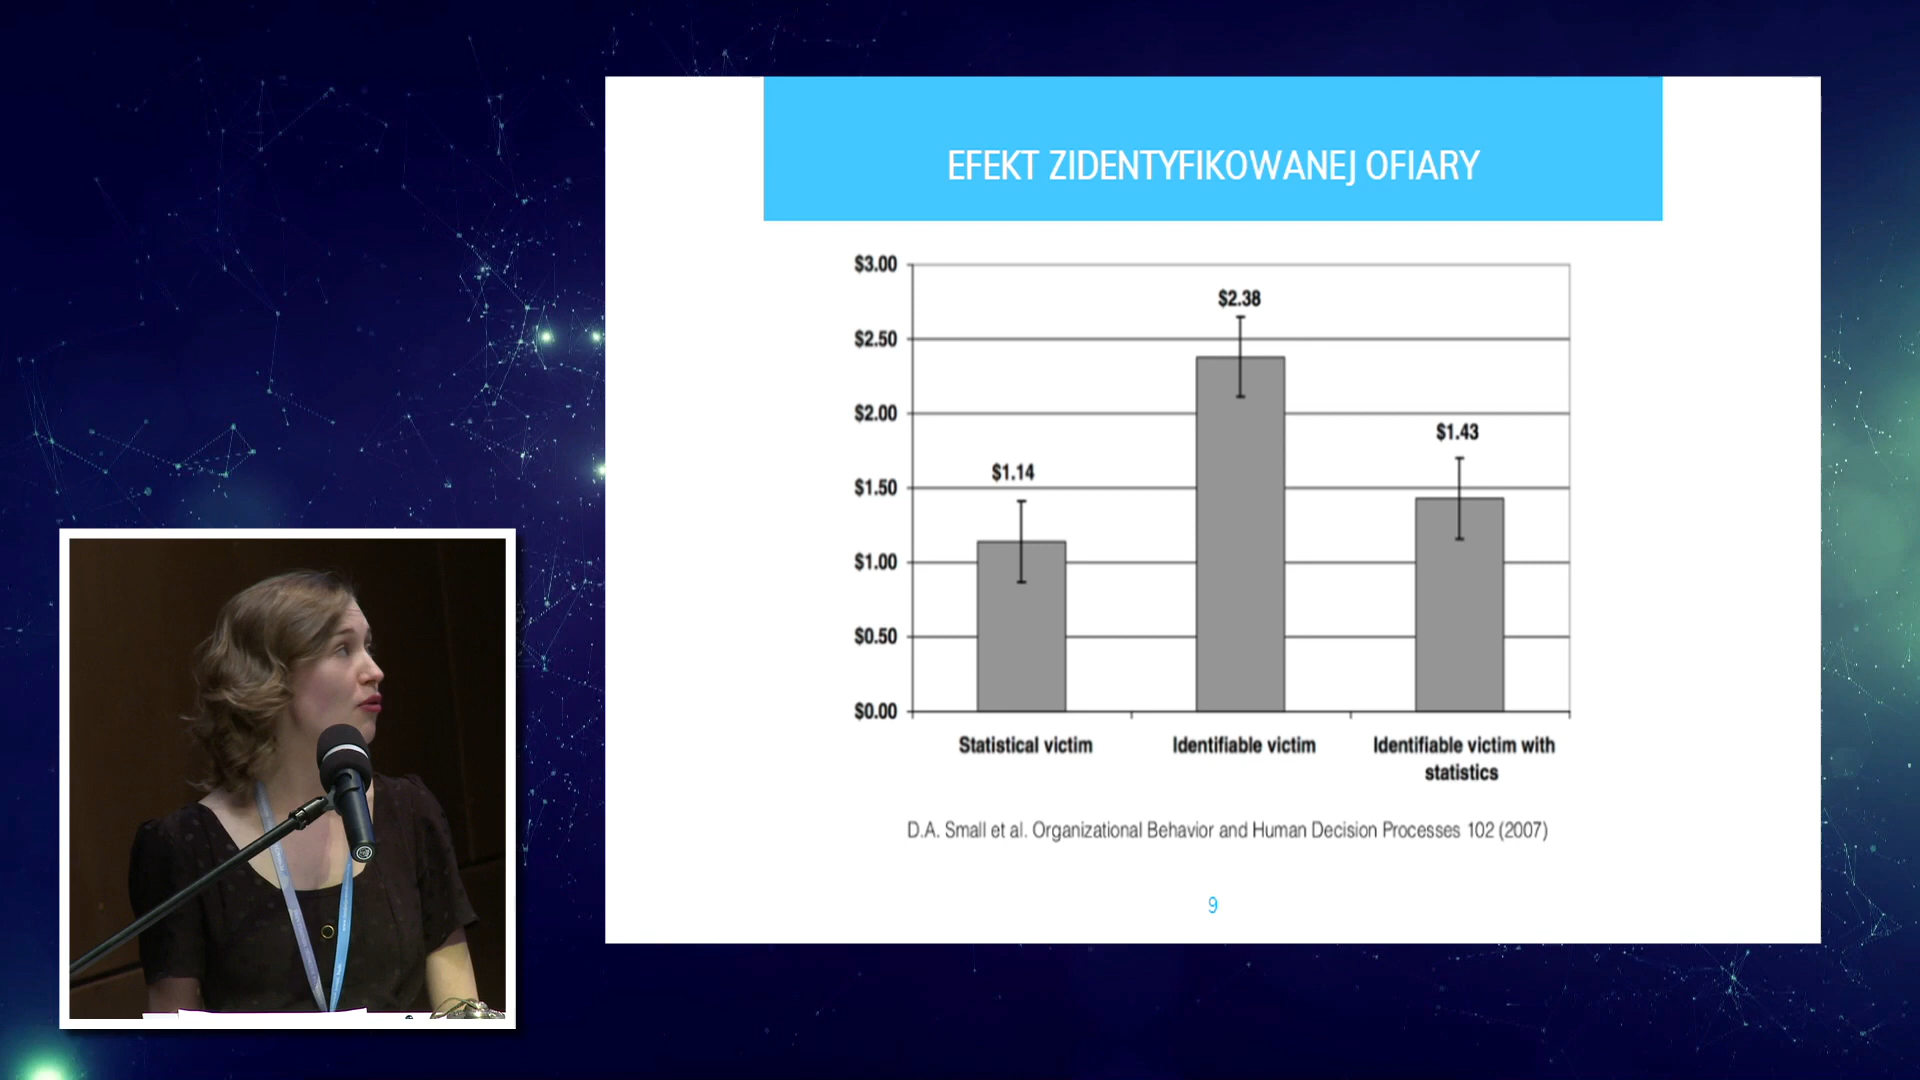 EFEKT ZIDENTYFIKOWANEJ OFIARY
$3.00
$2.50
$2.00
$1.50
$1.00
$0.50
$0.00
$1.14
$2.38
$1.43
Statistical victim
Identifiable victim
Identifiable victim with
statistics
D.A. Small et al. Organizational Behavior and Human Decision Processes 102 (2007)
9